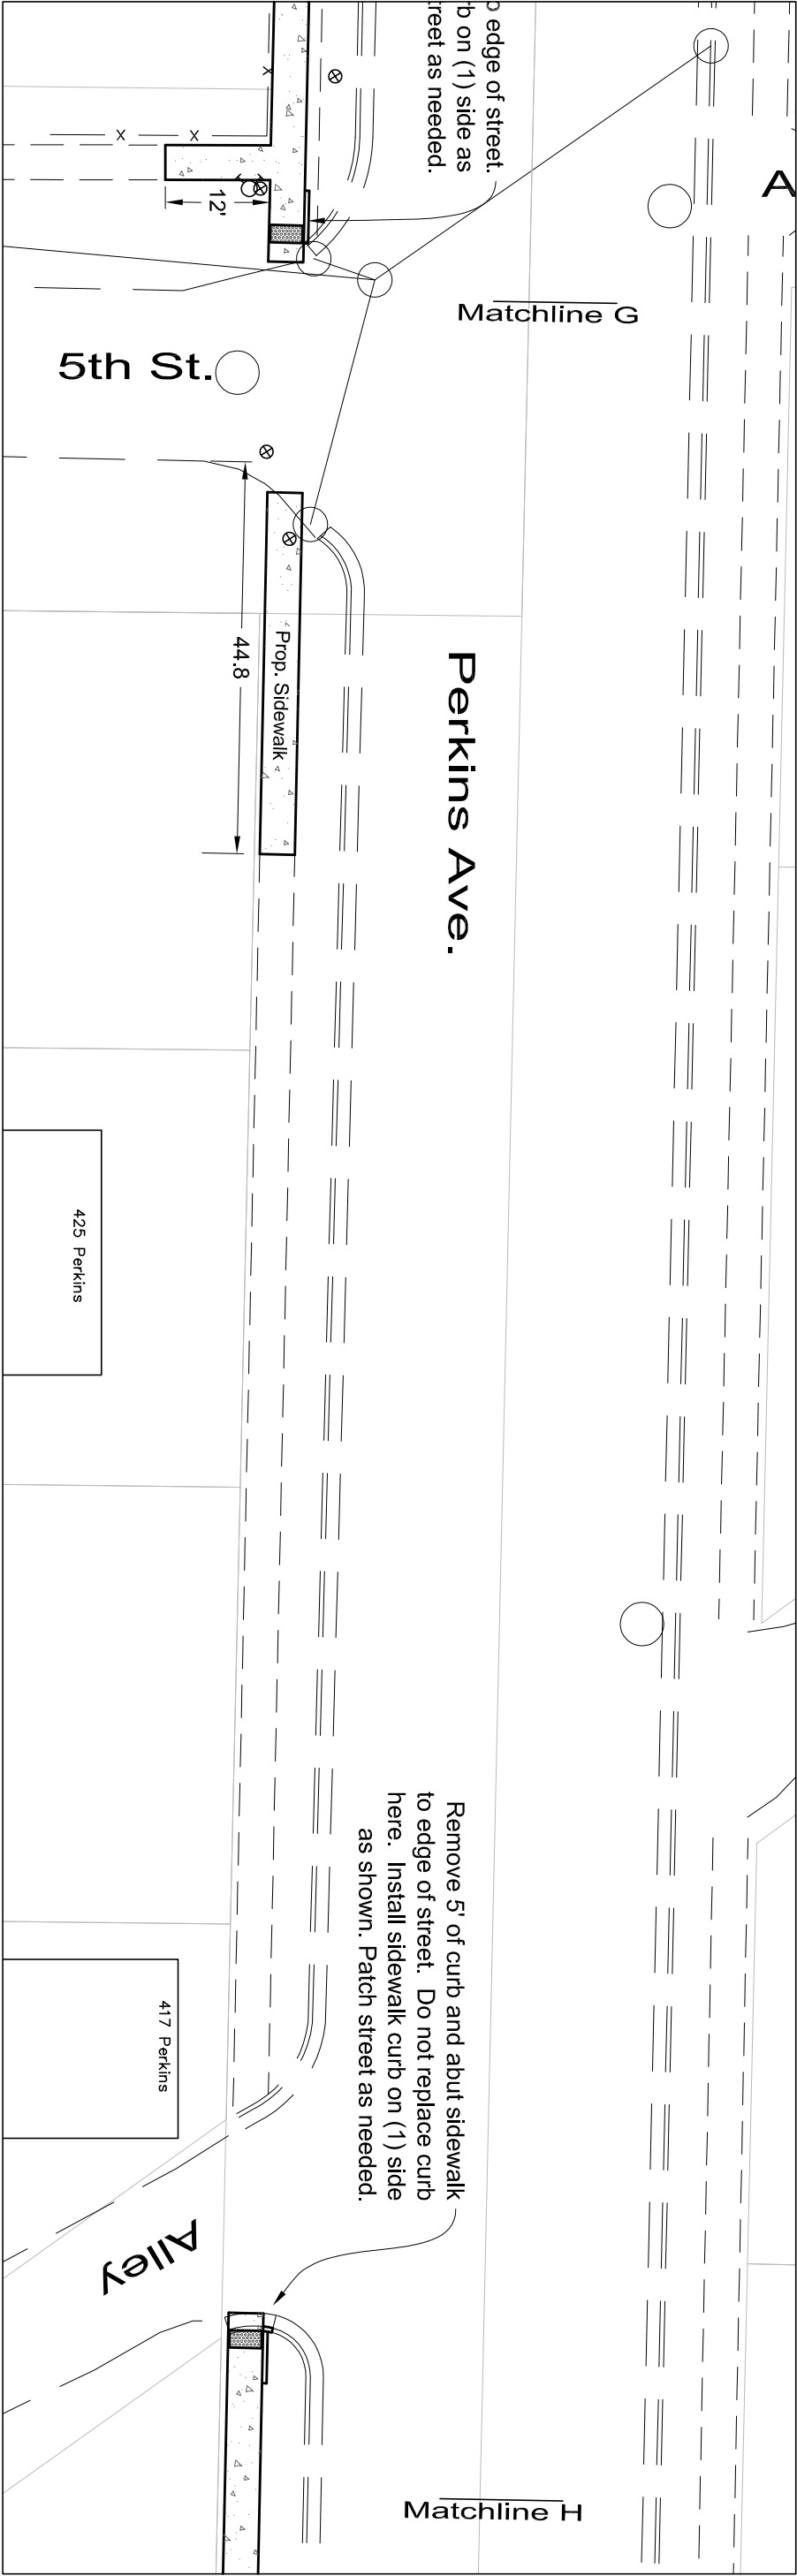 o edge of street.
rb on (1) side as
treet as needed.
A
12'
Matchline G
5th St.
44.8
Prop. Sidewalk
Perkins Ave.
425 Perkins
Remove 5' of curb and abut sidewalk
to edge of street. Do not replace curb
here. Install sidewalk curb on (1) side
as shown. Patch street as needed.
417 Perkins
Alley
Matchline H
X
X
X